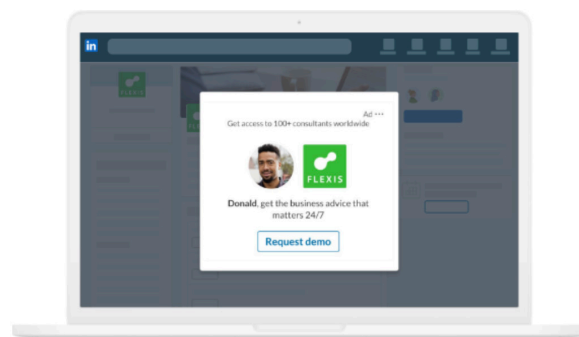 in
FLEXIS
Ad ...
Get access to 100+ consultants worldwide
FLEXIS
Donald, get the business advice that
matters 24/7
Request demo